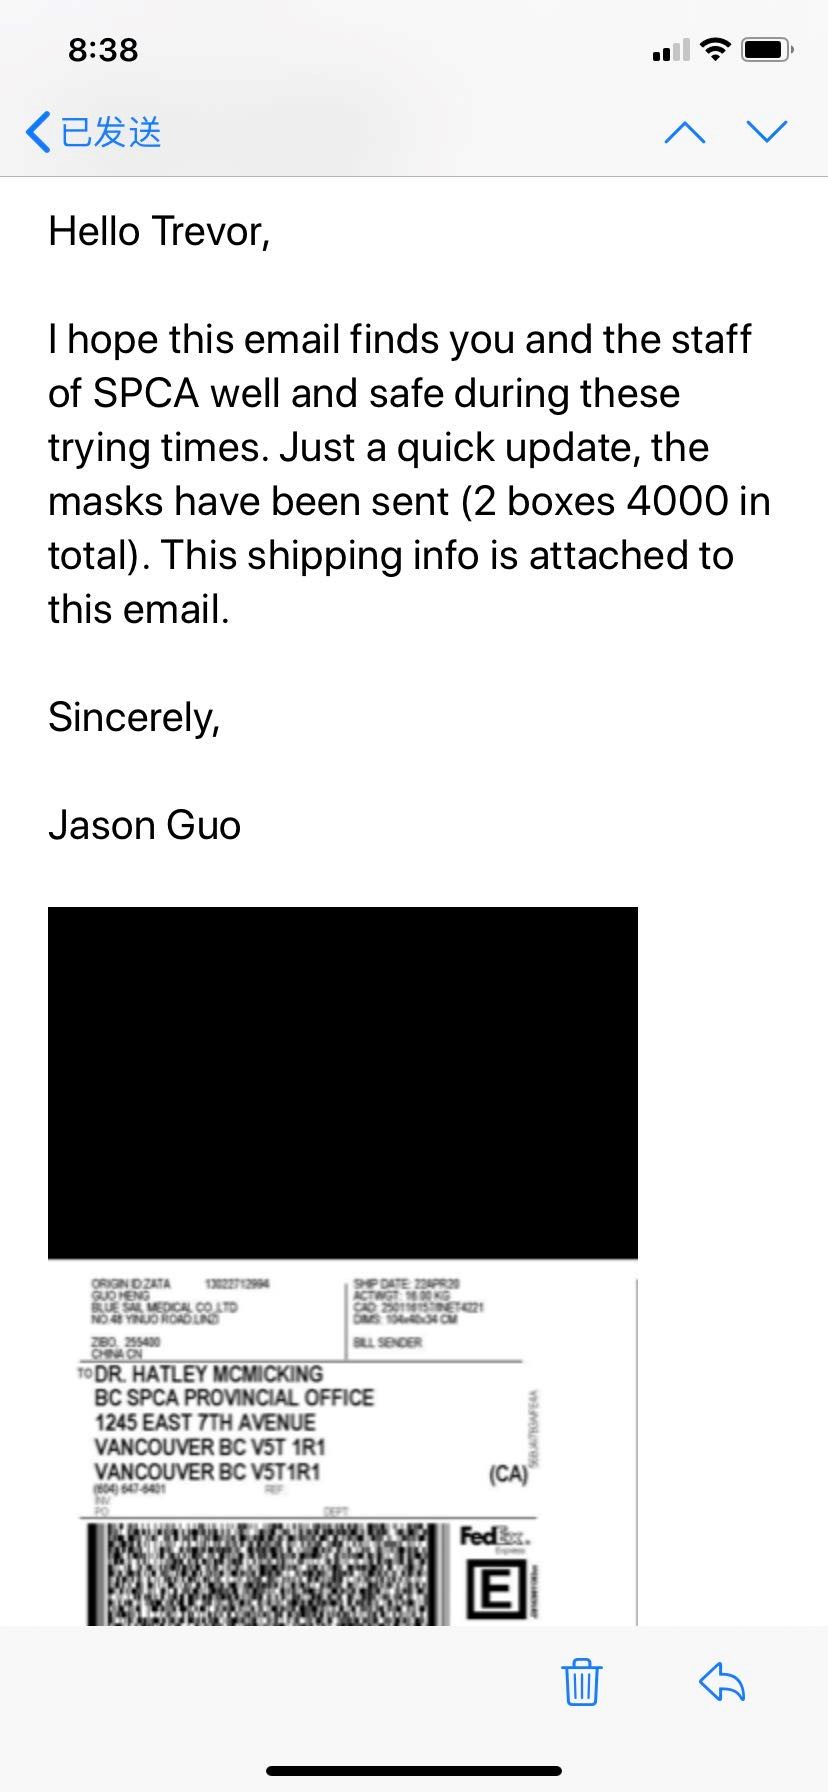 8:38
已发送
Hello Trevor,
I hope this email finds you and the staff
of SPCA well and safe during these
trying times. Just a quick update, the
masks have been sent (2 boxes 4000 in
total). This shipping info is attached to
this email.
Sincerely,
Jason Guo
ORIGIN ID:ZATA 13022712994
GUO HENG
BLUE SAIL MEDICAL CO.,LTD
NO.48 YINUO ROAD,LINZI
ZIBO, 255400
CHINA CN
SHIP DATE: 22APR20
ACTWGT: 16.00 KG
DIMS: 104x40x34 CM
BILL SENDER
TO DR. HATLEY MCMICKING
BC SPCA PROVINCIAL OFFICE
1245 EAST 7TH AVENUE
VANCOUVER BC V5T 1R1
VANCOUVER BC V5T1R1
(CA)
(604) 647-6401
REF:
INV:
PO:
DEPT:
FedEx.
Express
E